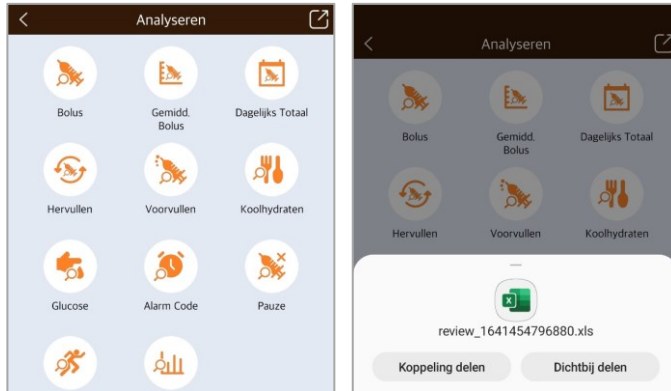 Analyseren
Bolus
Gemidd.
Bolus
Dagelijks Totaal
Hervullen
Voorvullen
Koolhydraten
Glucose
Alarm Code
Pauze
Analyseren
Bolus
Gemidd.
Bolus
Dagelijks Totaal
Hervullen
Voorvullen
Koolhydraten
review_1641454796880.xls
Koppeling delen
Dichtbij delen